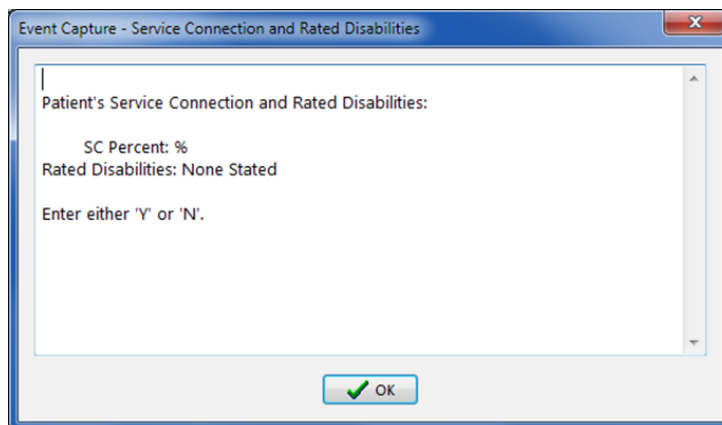 Event Capture - Service Connection and Rated Disabilities
Patient's Service Connection and Rated Disabilities:
SC Percent: %
Rated Disabilities: None Stated
Enter either 'Y' or 'N'.
OK